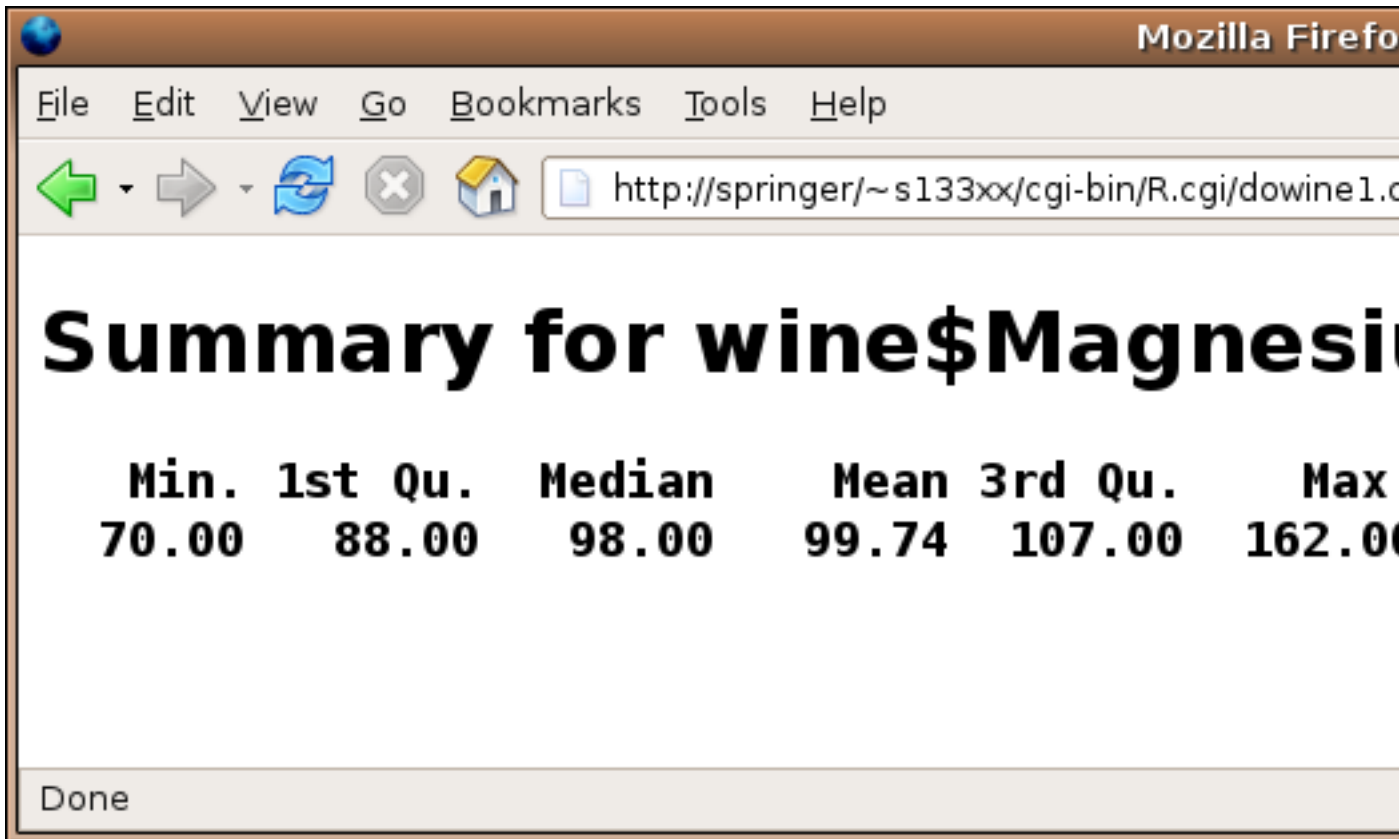 Mozilla Firefo
File Edit View Go Bookmarks Tools Help
http://springer/~s133xx/cgi-bin/R.cgi/dowine1.c
Summary for wine$Magnesiu
Min. 1st Qu. Median Mean 3rd Qu. Max
70.00 88.00 98.00 99.74 107.00 162.00
Done